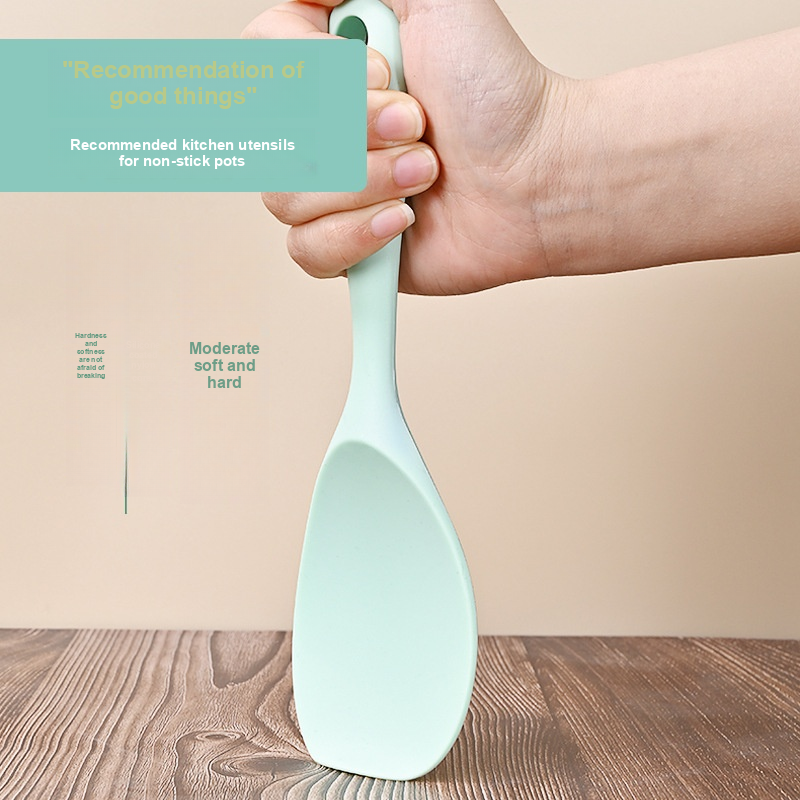 "Recommendation of
good things"
Recommended kitchen utensils
for non-stick pots
Hardness
and
softness
are not
afraid of
breaking
Moderate
soft and
hard